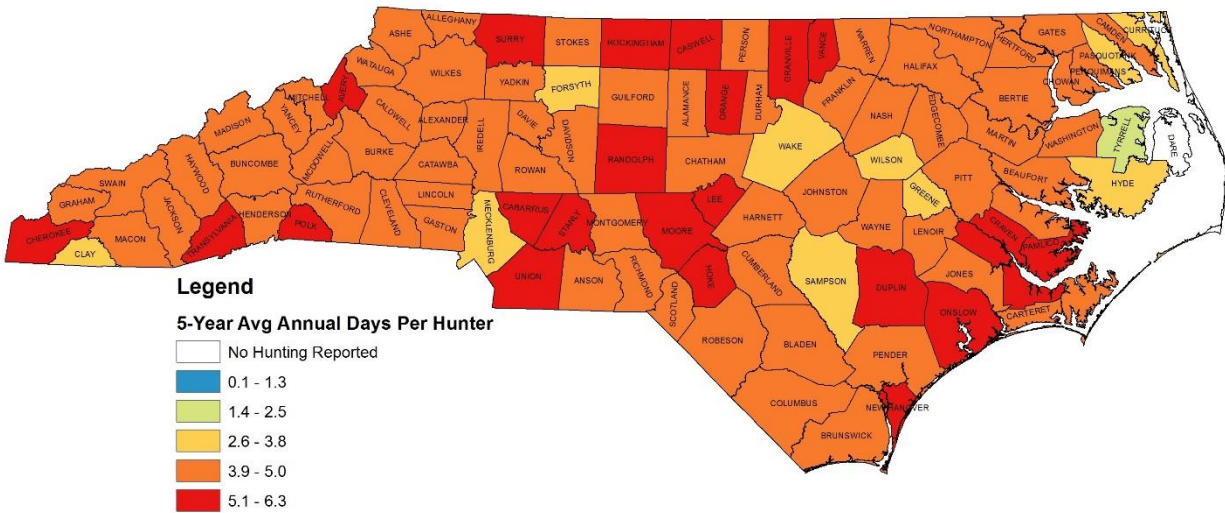 ALLEGHANY
ASHE
SURRY
STOKES
ROCKINGHAM
CASWELL
PERSON
GRANVILLE
VANCE
WARREN
NORTHAMPTON
HERTFORD
GATES
CAMDEN
CURRITUCK
PASQUOTANK
PERQUIMANS
CHOWAN
HALIFAX
BERTIE
WATAUGA
WILKES
YADKIN
FORSYTH
GUILFORD
ALAMANCE
ORANGE
DURHAM
FRANKLIN
NASH
EDGECOMBE
MARTIN
WASHINGTON
TYRRELL
DARE
AVERY
MITCHELL
YANCEY
MADISON
CALDWELL
ALEXANDER
IREDELL
DAVIE
DAVIDSON
RANDOLPH
CHATHAM
WAKE
WILSON
PITT
BEAUFORT
HYDE
HAYWOOD
BUNCOMBE
MCDOWELL
BURKE
CATAWBA
ROWAN
JOHNSTON
GREENE
SWAIN
GRAHAM
JACKSON
RUTHERFORD
CLEVELAND
LINCOLN
GASTON
MECKLENBURG
CABARRUS
STANLY
MONTGOMERY
MOORE
LEE
HARNETT
WAYNE
LENOIR
CRAVEN
PAMLICO
CHEROKEE
CLAY
MACON
TRANSYLVANIA
HENDERSON
POLK
UNION
ANSON
RICHMOND
SCOTLAND
HOKE
CUMBERLAND
SAMPSON
DUPLIN
JONES
ONSLOW
CARTERET
ROBESON
BLADEN
PENDER
COLUMBUS
NEW HANOVER
BRUNSWICK
Legend
5-Year Avg Annual Days Per Hunter
No Hunting Reported
0.1 - 1.3
1.4 - 2.5
2.6 - 3.8
3.9 - 5.0
5.1 - 6.3